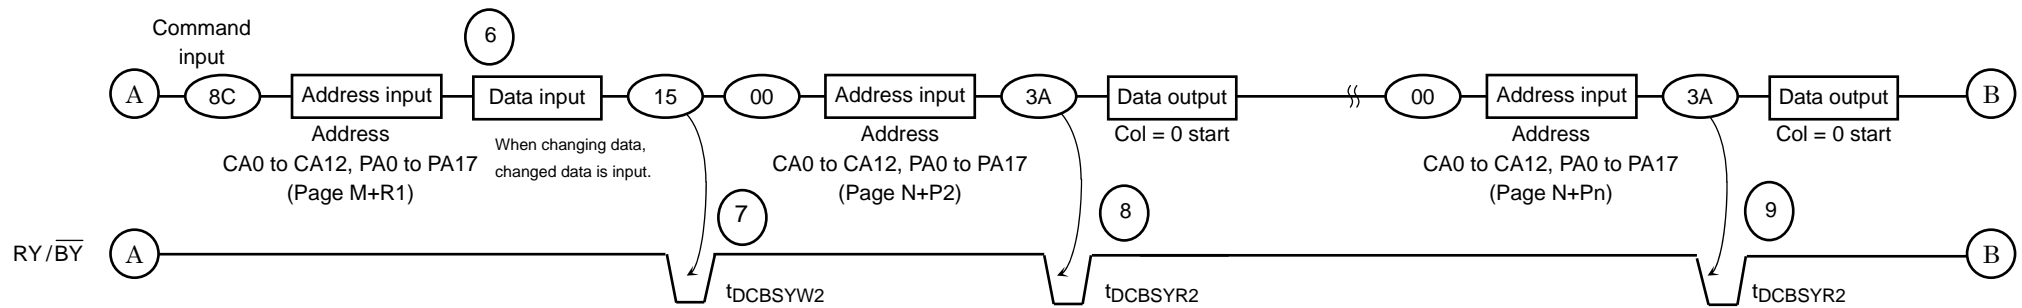 Command
input
6
A 8C Address input Data input 15 00 Address input 3A Data output 00 Address input 3A Data output B
Address
CA0 to CA12, PA0 to PA17
(Page M+R1)
When changing data,
changed data is input.
Address
CA0 to CA12, PA0 to PA17
(Page N+P2)
Col = 0 start
Address
CA0 to CA12, PA0 to PA17
(Page N+Pn)
Col = 0 start
7
8
9
RY/B̅Y̅ A B
tDCBSYW2
tDCBSYR2
tDCBSYR2